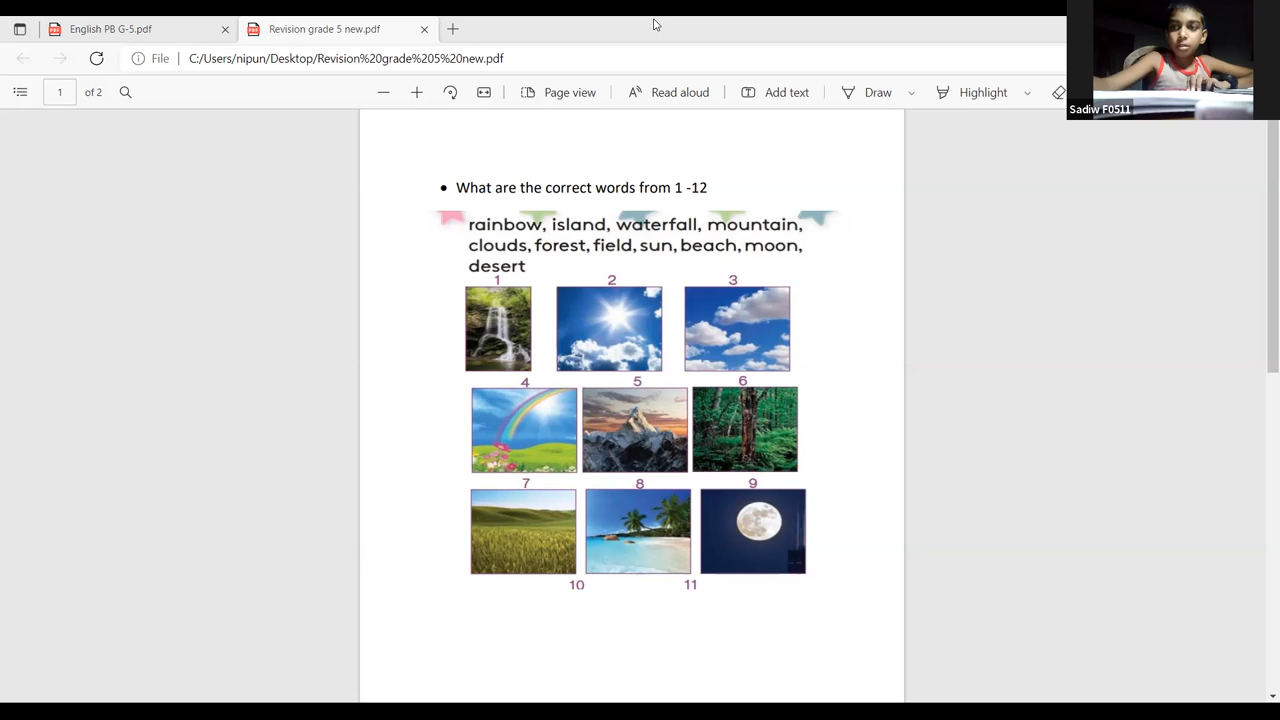 English PB G-5.pdf
Revision grade 5 new.pdf
File C:/Users/nipun/Desktop/Revision%20grade%205%20new.pdf
1 of 2
Page view
Read aloud
Add text
Draw
Highlight
Sadiw F0511
• What are the correct words from 1 -12
rainbow, island, waterfall, mountain,
clouds, forest, field, sun, beach, moon,
desert
1 2 3
4 5 6
7 8 9
10 11